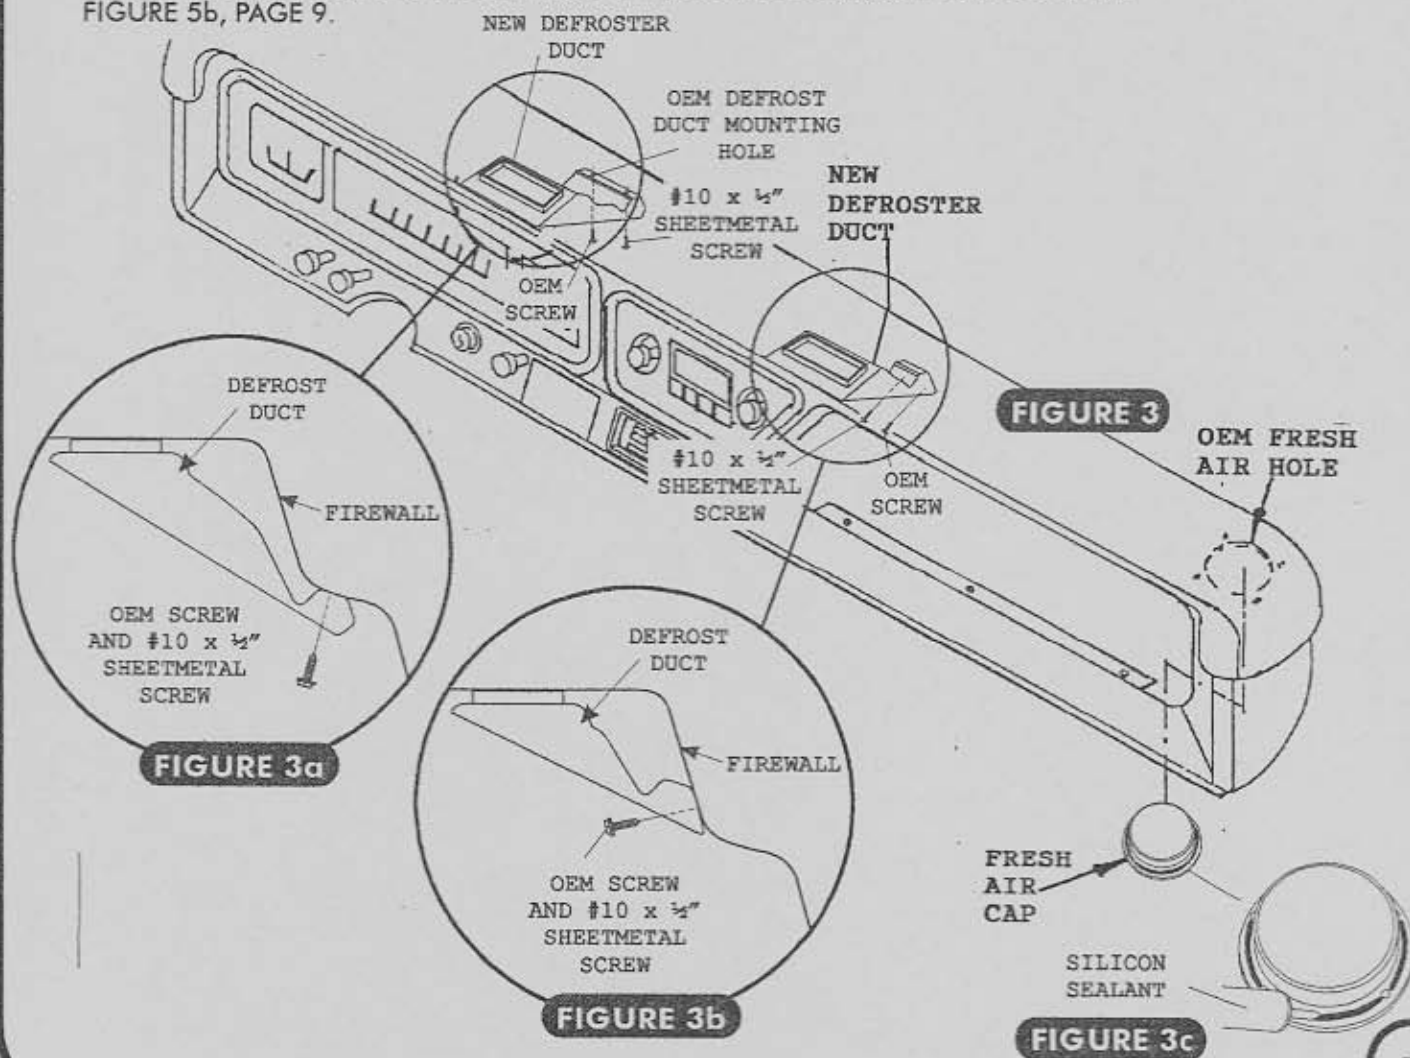 FIGURE 5b, PAGE 9.
NEW DEFROSTER
DUCT
OEM DEFROST
DUCT MOUNTING
HOLE
#10 x ½"
SHEETMETAL
SCREW
NEW
DEFROSTER
DUCT
OEM
SCREW
DEFROST
DUCT
FIREWALL
OEM SCREW
AND #10 x ½"
SHEETMETAL
SCREW
FIGURE 3a
FIGURE 3
#10 x ½"
SHEETMETAL
SCREW
OEM
SCREW
OEM FRESH
AIR HOLE
DEFROST
DUCT
FIREWALL
OEM SCREW
AND #10 x ½"
SHEETMETAL
SCREW
FIGURE 3b
FRESH
AIR
CAP
SILICON
SEALANT
FIGURE 3c